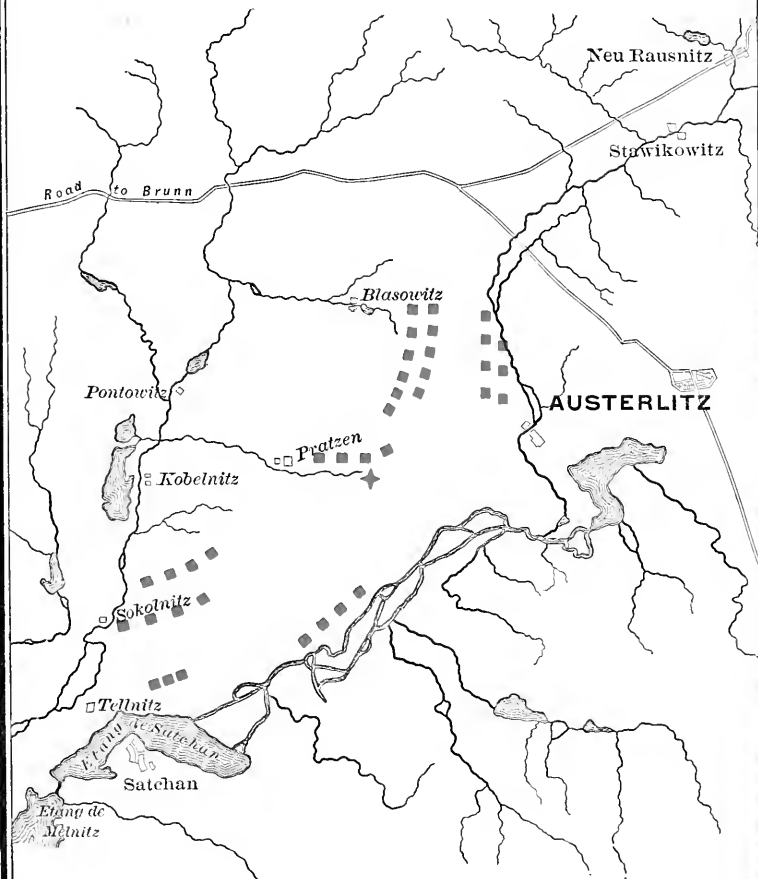 Neu Rausnitz
Stawikowitz
Road to Brunn
Blasowitz
Pontowitz
AUSTERLITZ
Pratzen
Kobelnitz
Sokolnitz
Tellnitz
Etang de Satchan
Satchan
Etang de
Melnitz